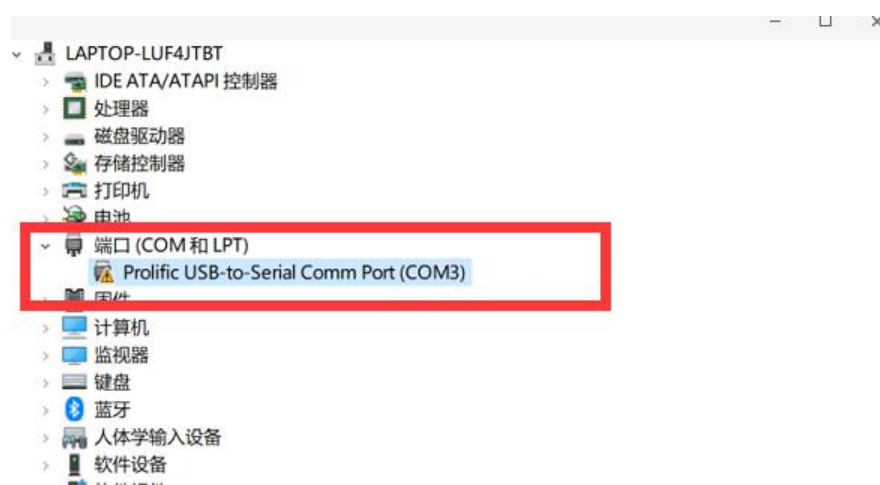 LAPTOP-LUF4JTBT
IDE ATA/ATAPI 控制器
处理器
磁盘驱动器
存储控制器
打印机
电池
端口 (COM 和 LPT)
Prolific USB-to-Serial Comm Port (COM3)
固件
计算机
监视器
键盘
蓝牙
人体学输入设备
软件设备